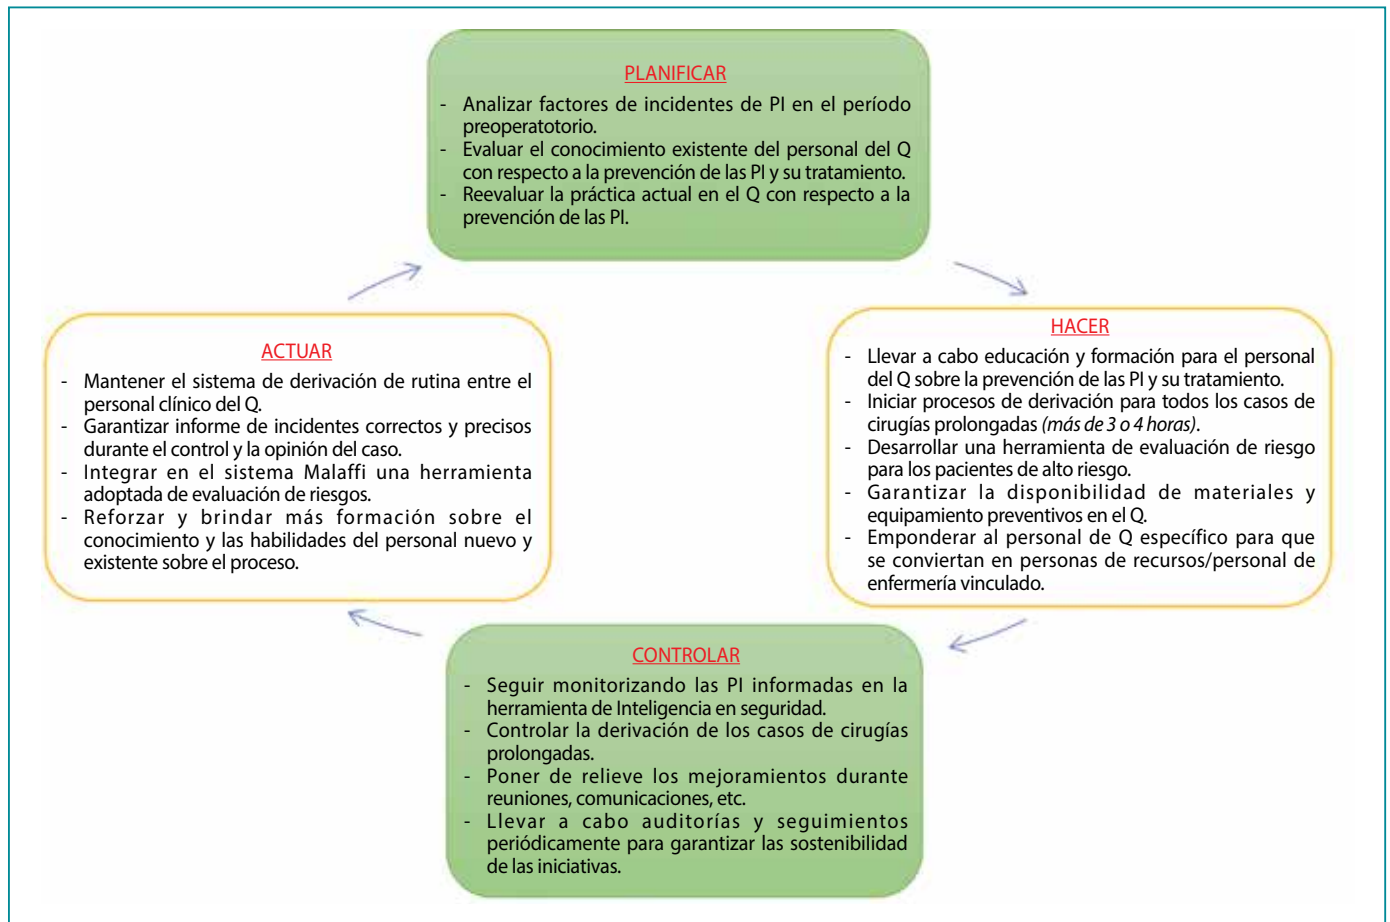 PLANIFICAR
- Analizar factores de incidentes de PI en el período
preoperatotorio.
- Evaluar el conocimiento existente del personal del Q
con respecto a la prevención de las PI y su tratamiento.
- Reevaluar la práctica actual en el Q con respecto a la
prevención de las PI.
HACER
- Llevar a cabo educación y formación para el personal
del Q sobre la prevención de las PI y su tratamiento.
- Iniciar procesos de derivación para todos los casos de
cirugías prolongadas (más de 3 o 4 horas).
- Desarrollar una herramienta de evaluación de riesgo
para los pacientes de alto riesgo.
- Garantizar la disponibilidad de materiales y
equipamiento preventivos en el Q.
- Emponderar al personal de Q específico para que
se conviertan en personas de recursos/personal de
enfermería vinculado.
CONTROLAR
- Seguir monitorizando las PI informadas en la
herramienta de Inteligencia en seguridad.
- Controlar la derivación de los casos de cirugías
prolongadas.
- Poner de relieve los mejoramientos durante
reuniones, comunicaciones, etc.
- Llevar a cabo auditorías y seguimientos
periódicamente para garantizar las sostenibilidad
de las iniciativas.
ACTUAR
- Mantener el sistema de derivación de rutina entre el
personal clínico del Q.
- Garantizar informe de incidentes correctos y precisos
durante el control y la opinión del caso.
- Integrar en el sistema Malaffi una herramienta
adoptada de evaluación de riesgos.
- Reforzar y brindar más formación sobre el
conocimiento y las habilidades del personal nuevo y
existente sobre el proceso.